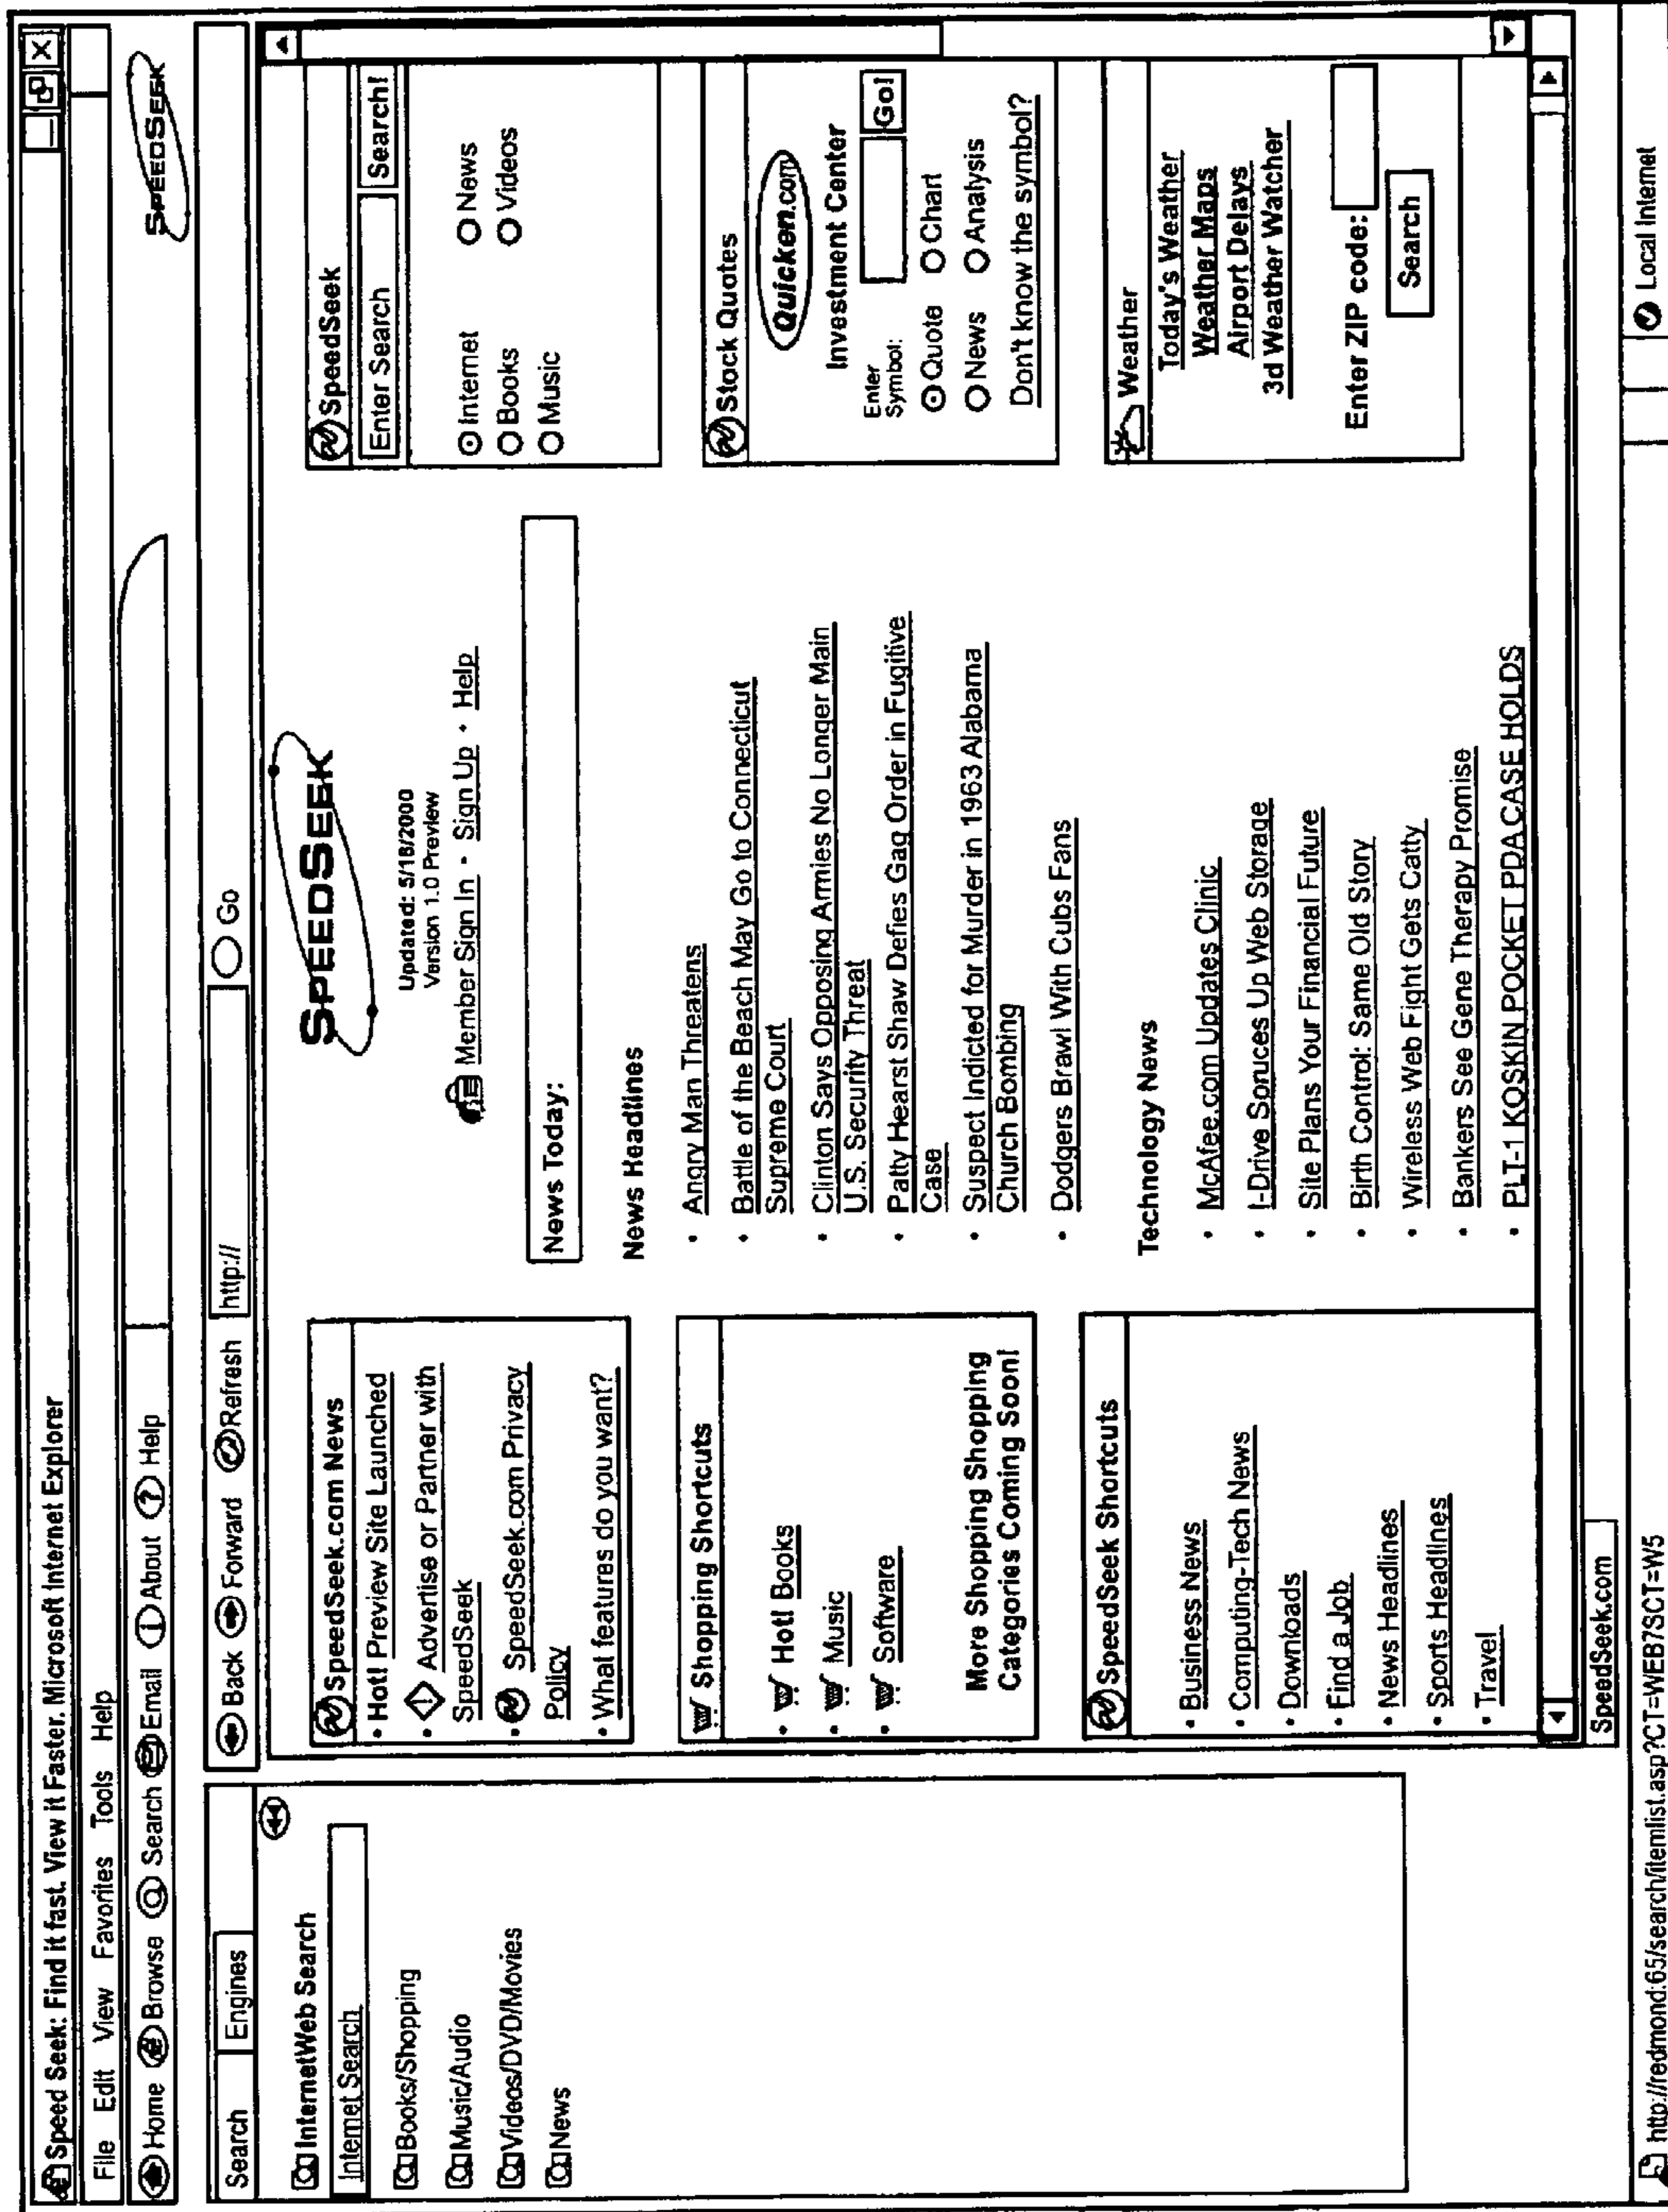 Speed Seek: Find it fast. View it Faster. Microsoft Internet Explorer
File Edit View Favorites Tools Help
Home Browse Search Email About Help
SPEEDSEEK
Search Engines
InternetWeb Search
Internet Search
Books/Shopping
Music/Audio
Videos/DVD/Movies
News
Back Forward Refresh http:// Go
SpeedSeek.com News
• Hot! Preview Site Launched
• Advertise or Partner with
SpeedSeek
• SpeedSeek.com Privacy
Policy
• What features do you want?
Shopping Shortcuts
• Hot! Books
• Music
• Software
More Shopping Shopping
Categories Coming Soon!
SpeedSeek Shortcuts
• Business News
• Computing-Tech News
• Downloads
• Find a Job
• News Headlines
• Sports Headlines
• Travel
SPEEDSEEK
Updated: 5/18/2000
Version 1.0 Preview
Member Sign In • Sign Up • Help
News Today:
News Headlines
• Angry Man Threatens
• Battle of the Beach May Go to Connecticut
Supreme Court
• Clinton Says Opposing Armies No Longer Main
U.S. Security Threat
• Patty Hearst Shaw Defies Gag Order in Fugitive
Case
• Suspect Indicted for Murder in 1963 Alabama
Church Bombing
• Dodgers Brawl With Cubs Fans
Technology News
• McAfee.com Updates Clinic
• I-Drive Spruces Up Web Storage
• Site Plans Your Financial Future
• Birth Control: Same Old Story
• Wireless Web Fight Gets Catty
• Bankers See Gene Therapy Promise
• PLT-1 KOSKIN POCKET PDA CASE HOLDS
SpeedSeek
Enter Search Search!
Internet News
Books Videos
Music
Stock Quotes
Quicken.com
Investment Center
Enter
Symbol: Go!
Quote Chart
News Analysis
Don't know the symbol?
Weather
Today's Weather
Weather Maps
Airport Delays
3d Weather Watcher
Enter ZIP code:
Search
SpeedSeek.com
http://redmond:65/search/itemlist.asp?CT=WEB7SCT=W5 Local Internet